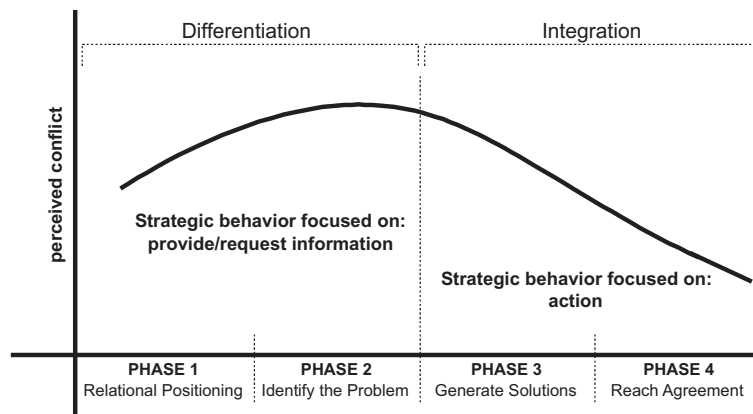 Differentiation
Integration
perceived conflict
Strategic behavior focused on:
provide/request information
Strategic behavior focused on:
action
PHASE 1
Relational Positioning
PHASE 2
Identify the Problem
PHASE 3
Generate Solutions
PHASE 4
Reach Agreement